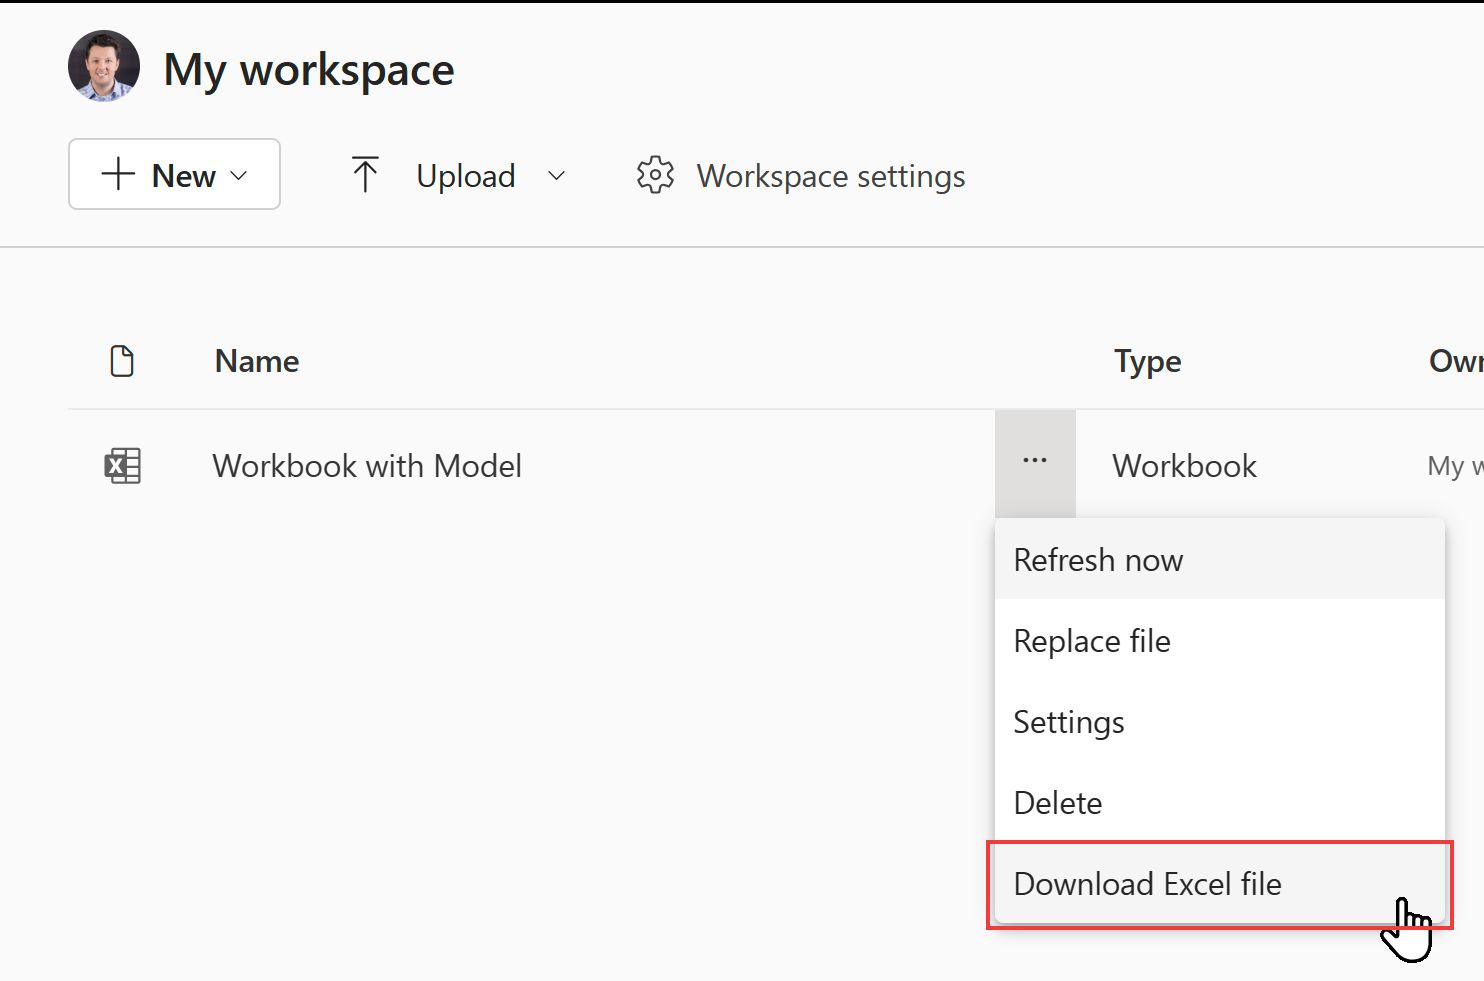 My workspace
New
Upload
Workspace settings
Name
Type
Workbook with Model
...
Workbook
My
Refresh now
Replace file
Settings
Delete
Download Excel file